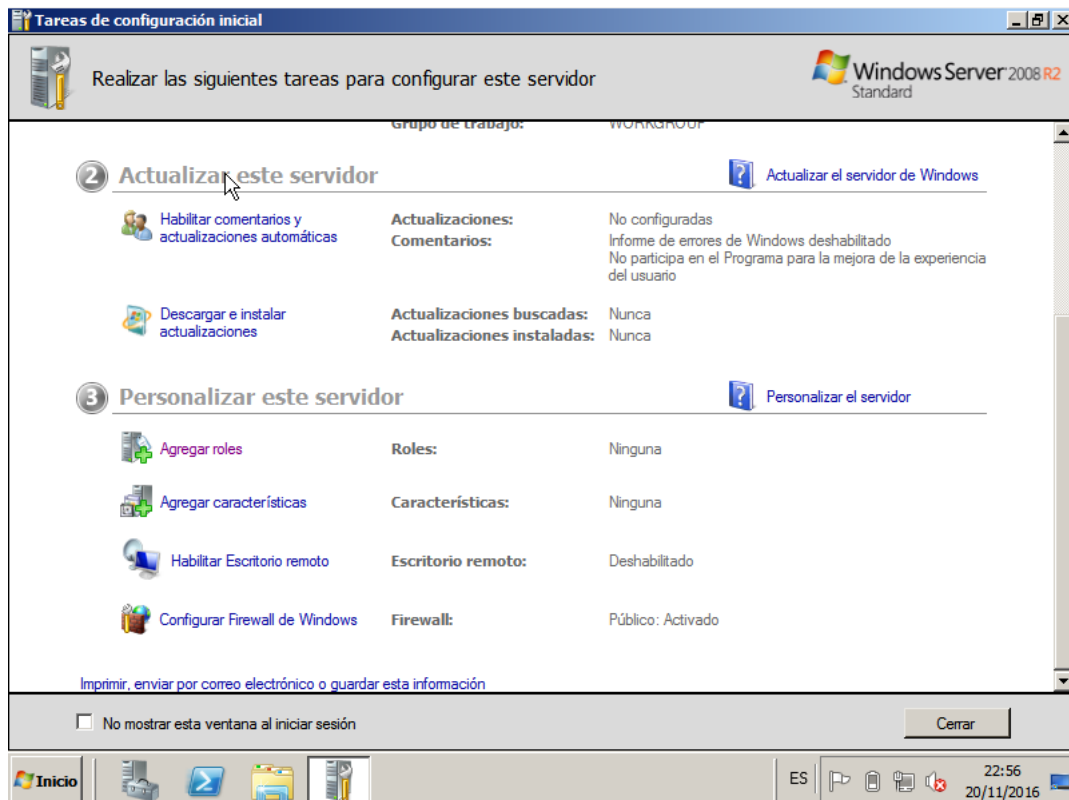 Tareas de configuración inicial
Realizar las siguientes tareas para configurar este servidor
Windows Server 2008 R2
Standard
Grupo de trabajo: WORKGROUP
2 Actualizar este servidor
Actualizar el servidor de Windows
Habilitar comentarios y
actualizaciones automáticas
Actualizaciones: No configuradas
Comentarios: Informe de errores de Windows deshabilitado
No participa en el Programa para la mejora de la experiencia
del usuario
Descargar e instalar
actualizaciones
Actualizaciones buscadas: Nunca
Actualizaciones instaladas: Nunca
3 Personalizar este servidor
Personalizar el servidor
Agregar roles Roles: Ninguna
Agregar características Características: Ninguna
Habilitar Escritorio remoto Escritorio remoto: Deshabilitado
Configurar Firewall de Windows Firewall: Público: Activado
Imprimir, enviar por correo electrónico o guardar esta información
No mostrar esta ventana al iniciar sesión
Cerrar
Inicio
ES
22:56
20/11/2016